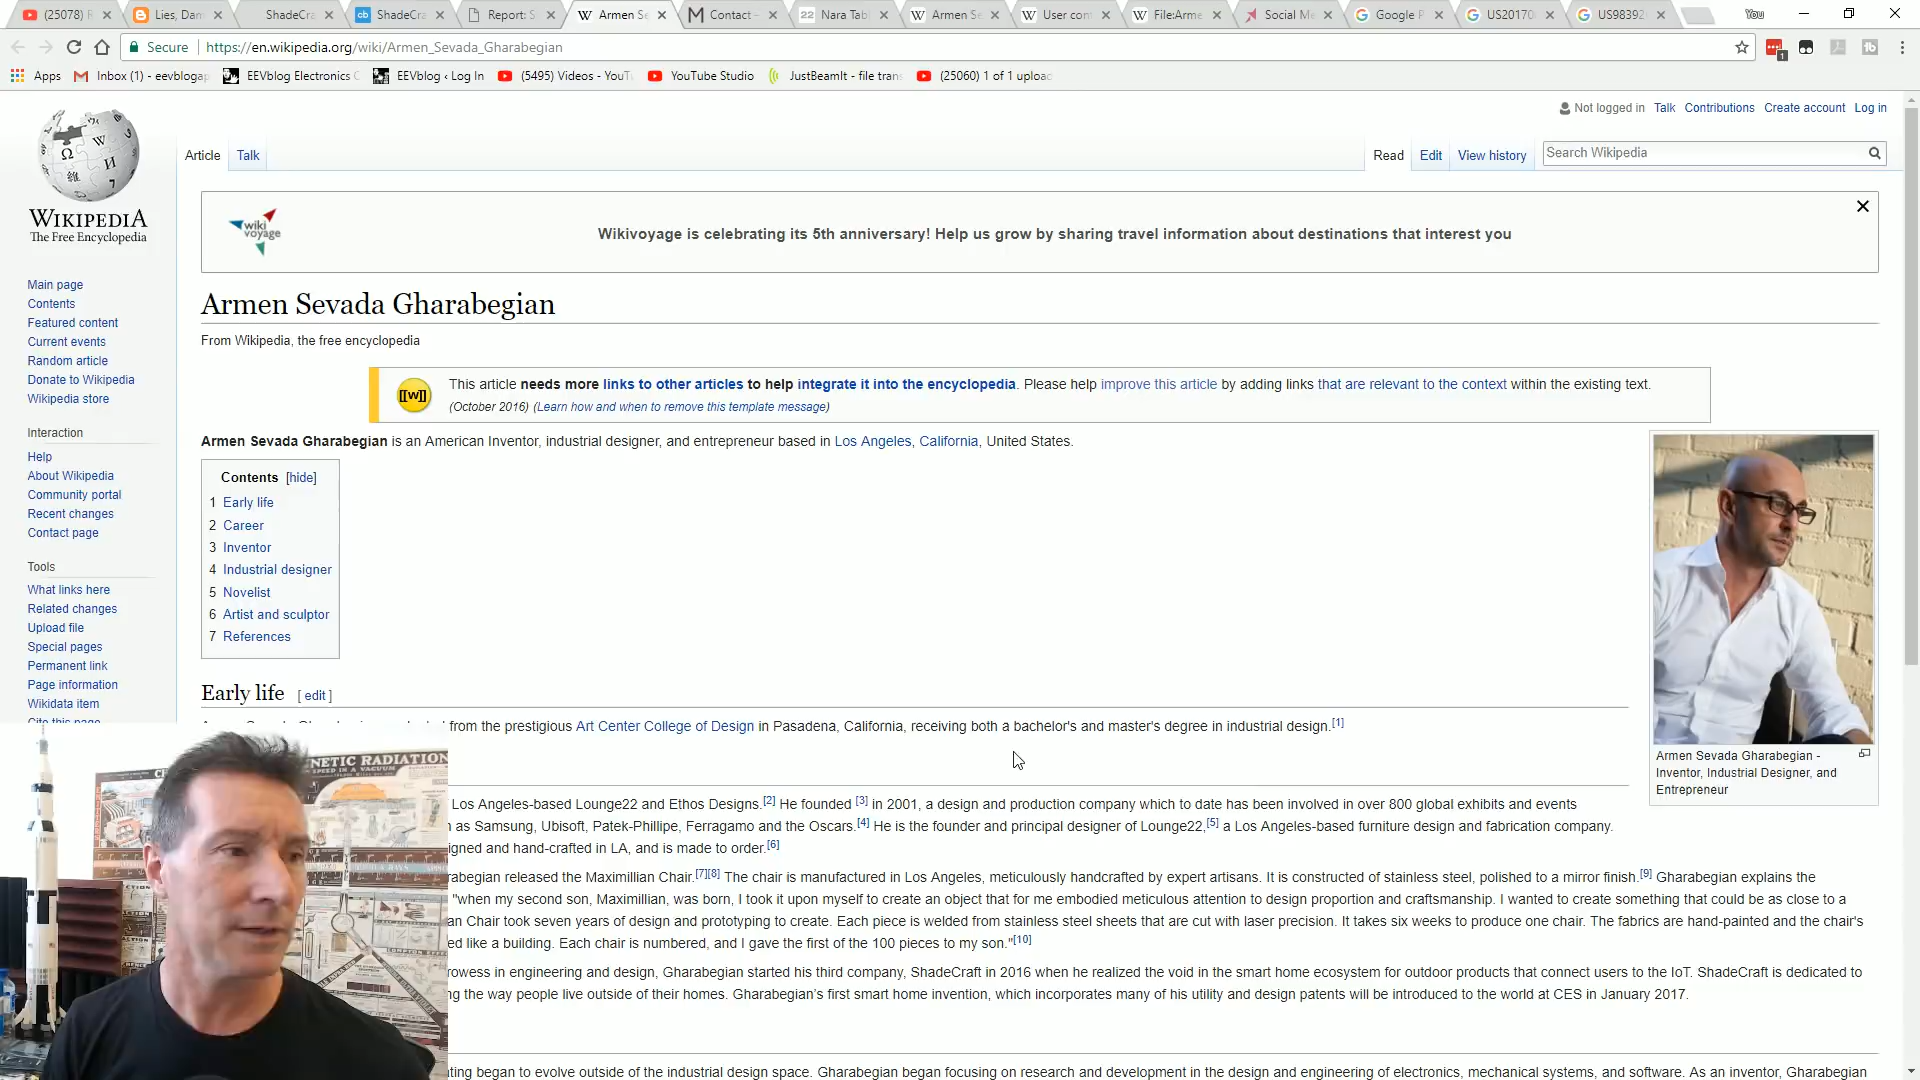 (25078)
Lies, Dam
ShadeCra
ShadeCra
Report: S
Armen Se
Contact –
Nara Tab
Armen Se
User con
File:Arme
Social Me
Google P
US20170
US98392
You
Secure
https://en.wikipedia.org/wiki/Armen_Sevada_Gharabegian
Apps
Inbox (1) - eevblogap
EEVblog Electronics C
EEVblog ‹ Log In
(5495) Videos - YouTu
YouTube Studio
JustBeamIt - file tran
(25060) 1 of 1 upload
Not logged in Talk Contributions Create account Log in
Article Talk
Read Edit View history
Search Wikipedia
WIKIPEDIA
The Free Encyclopedia
wiki
voyage
Wikivoyage is celebrating its 5th anniversary! Help us grow by sharing travel information about destinations that interest you
Main page
Contents
Featured content
Current events
Random article
Donate to Wikipedia
Wikipedia store
Interaction
Help
About Wikipedia
Community portal
Recent changes
Contact page
Tools
What links here
Related changes
Upload file
Special pages
Permanent link
Page information
Wikidata item
Cite this page
Armen Sevada Gharabegian
From Wikipedia, the free encyclopedia
[[W]]
This article needs more links to other articles to help integrate it into the encyclopedia. Please help improve this article by adding links that are relevant to the context within the existing text.
(October 2016) (Learn how and when to remove this template message)
Armen Sevada Gharabegian is an American Inventor, industrial designer, and entrepreneur based in Los Angeles, California, United States.
Contents [hide]
1 Early life
2 Career
3 Inventor
4 Industrial designer
5 Novelist
6 Artist and sculptor
7 References
Armen Sevada Gharabegian -
Inventor, Industrial Designer, and
Entrepreneur
Early life [ edit ]
from the prestigious Art Center College of Design in Pasadena, California, receiving both a bachelor's and master's degree in industrial design.[1]
Los Angeles-based Lounge22 and Ethos Designs.[2] He founded [3] in 2001, a design and production company which to date has been involved in over 800 global exhibits and events
as Samsung, Ubisoft, Patek-Phillipe, Ferragamo and the Oscars.[4] He is the founder and principal designer of Lounge22,[5] a Los Angeles-based furniture design and fabrication company.
igned and hand-crafted in LA, and is made to order.[6]
rabegian released the Maximillian Chair.[7][8] The chair is manufactured in Los Angeles, meticulously handcrafted by expert artisans. It is constructed of stainless steel, polished to a mirror finish.[9] Gharabegian explains the
"when my second son, Maximillian, was born, I took it upon myself to create an object that for me embodied meticulous attention to design proportion and craftsmanship. I wanted to create something that could be as close to a
an Chair took seven years of design and prototyping to create. Each piece is welded from stainless steel sheets that are cut with laser precision. It takes six weeks to produce one chair. The fabrics are hand-painted and the chair's
ed like a building. Each chair is numbered, and I gave the first of the 100 pieces to my son."[10]
rowess in engineering and design, Gharabegian started his third company, ShadeCraft in 2016 when he realized the void in the smart home ecosystem for outdoor products that connect users to the IoT. ShadeCraft is dedicated to
ng the way people live outside of their homes. Gharabegian's first smart home invention, which incorporates many of his utility and design patents will be introduced to the world at CES in January 2017.
ting began to evolve outside of the industrial design space. Gharabegian began focusing on research and development in the design and engineering of electronics, mechanical systems, and software. As an inventor, Gharabegian
NETIC RADIATION
SPEED IN A VACUUM